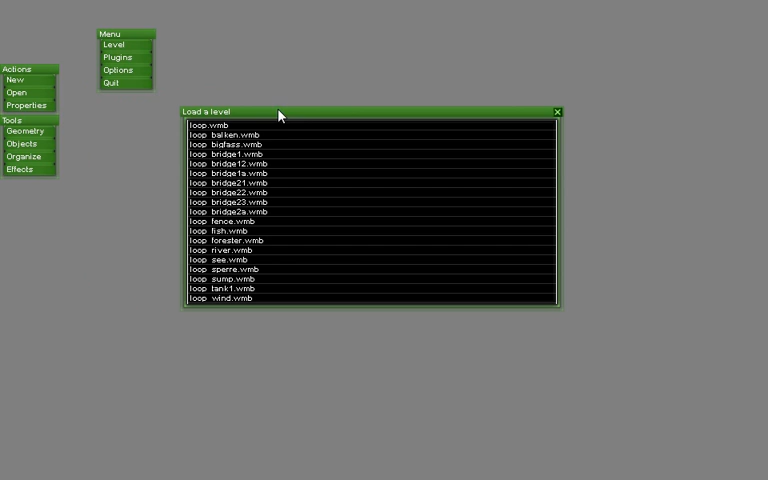 Menu
Level
Plugins
Options
Quit
Actions
New
Open
Properties
Tools
Geometry
Objects
Organize
Effects
Load a level
loop.wmb
loop_balken.wmb
loop_bigfass.wmb
loop_bridge1.wmb
loop_bridge12.wmb
loop_bridge1a.wmb
loop_bridge21.wmb
loop_bridge22.wmb
loop_bridge23.wmb
loop_bridge2a.wmb
loop_fence.wmb
loop_fish.wmb
loop_forester.wmb
loop_river.wmb
loop_see.wmb
loop_sperre.wmb
loop_sump.wmb
loop_tank1.wmb
loop_wind.wmb